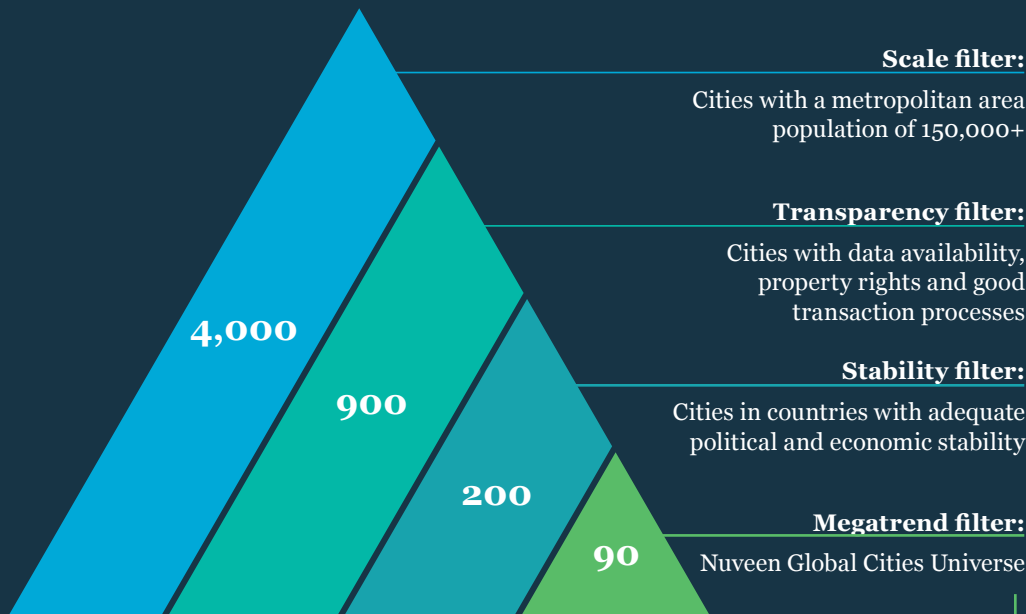 Scale filter:
Cities with a metropolitan area
population of 150,000+
Transparency filter:
Cities with data availability,
property rights and good
transaction processes
4,000
Stability filter:
900
Cities in countries with adequate
political and economic stability
200
Megatrend filter:
90
Nuveen Global Cities Universe